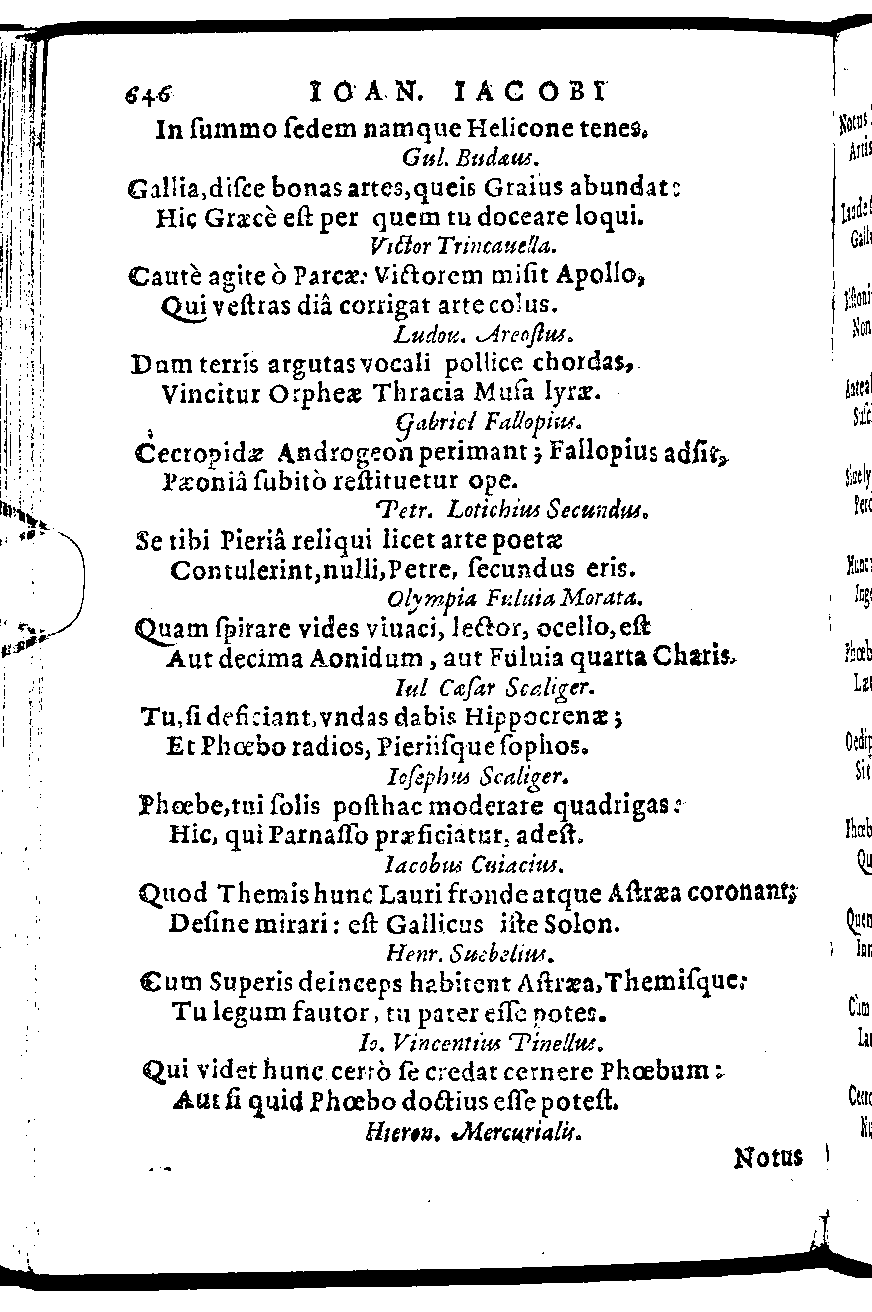 646 IOAN. IACOBI
In ſummo ſedem namque Helicone tenes.
Gul. Budæus.
Gallia, diſce bonas artes, queis Graius abundat:
Hic Græcè eſt per quem tu doceare loqui.
Victor Trincauella.
Cautè agite ò Parcæ: Victorem miſit Apollo,
Qui veſtras diâ corrigat arte colus.
Ludou. Areoſtus.
Dum terris argutas vocali pollice chordas,
Vincitur Orpheæ Thracia Muſa lyræ.
Gabriel Fallopius.
Cecropidæ Androgeon perimant; Fallopius adſit,
Pæoniâ ſubitò reſtituetur ope.
Petr. Lotichius Secundus.
Se tibi Pieriâ reliqui licet arte poetæ
Contulerint, nulli, Petre, ſecundus eris.
Olympia Fuluia Morata.
Quam ſpirare vides viuaci, lector, ocello, eſt
Aut decima Aonidum, aut Fuluia quarta Charis.
Iul Cæſar Scaliger.
Tu, ſi deficiant, vndas dabis Hippocrenæ;
Et Phœbo radios, Pieriiſque ſophos.
Ioſephus Scaliger.
Phœbe, tui ſolis poſthac moderare quadrigas:
Hic, qui Parnaſſo præficiatur, adeſt.
Iacobus Cuiacius.
Quod Themis hunc Lauri fronde atque Aſtræa coronant;
Deſine mirari: eſt Gallicus iſte Solon.
Henr. Suebelius.
Cum Superis deinceps habitent Aſtræa, Themiſque:
Tu legum fautor, tu pater eſſe potes.
Io. Vincentius Pinellus.
Qui videt hunc certò ſe credat cernere Phœbum:
Aut ſi quid Phœbo doctius eſſe poteſt.
Hieron. Mercurialis.
Notus